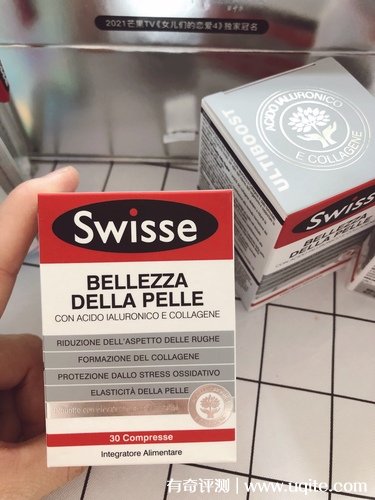 2021芒果TV《女儿们的恋爱4》独家冠名
ACIDO IALURONICO
E COLLAGENE
ULTIBOOST
Swisse
BELLEZZA
DELLA PELLE
Swisse
BELLEZZA
DELLA PELLE
CON ACIDO IALURONICO E COLLAGENE
RIDUZIONE DELL'ASPETTO DELLE RUGHE
FORMAZIONE DEL COLLAGENE
PROTEZIONE DALLO STRESS OSSIDATIVO
ELASTICITÀ DELLA PELLE
30 Compresse
Integratore Alimentare
有奇评测 | www.uqite.com